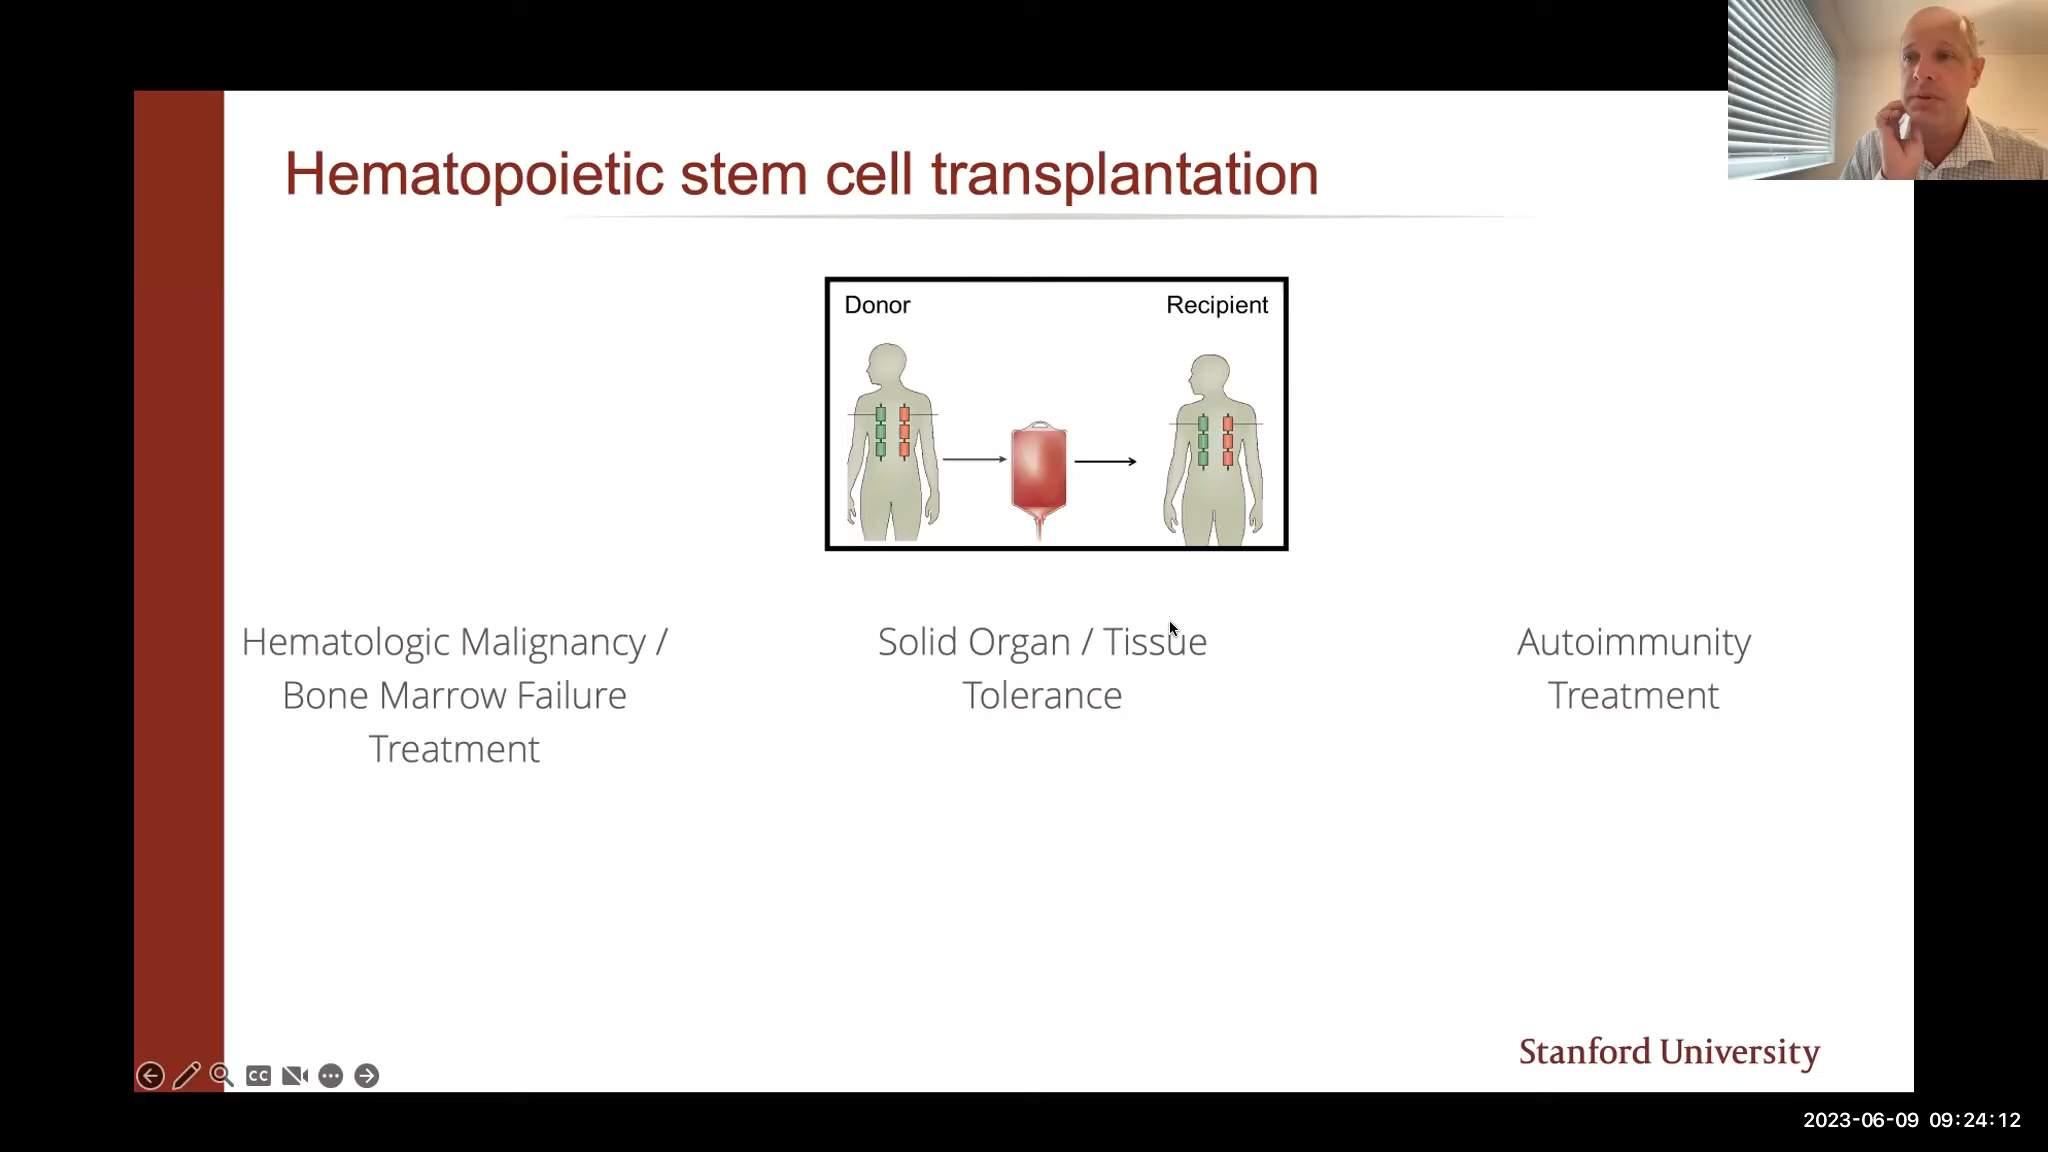 Hematopoietic stem cell transplantation
Donor
Recipient
Hematologic Malignancy /
Bone Marrow Failure
Treatment
Solid Organ / Tissue
Tolerance
Autoimmunity
Treatment
Stanford University
CC
2023-06-09 09:24:12